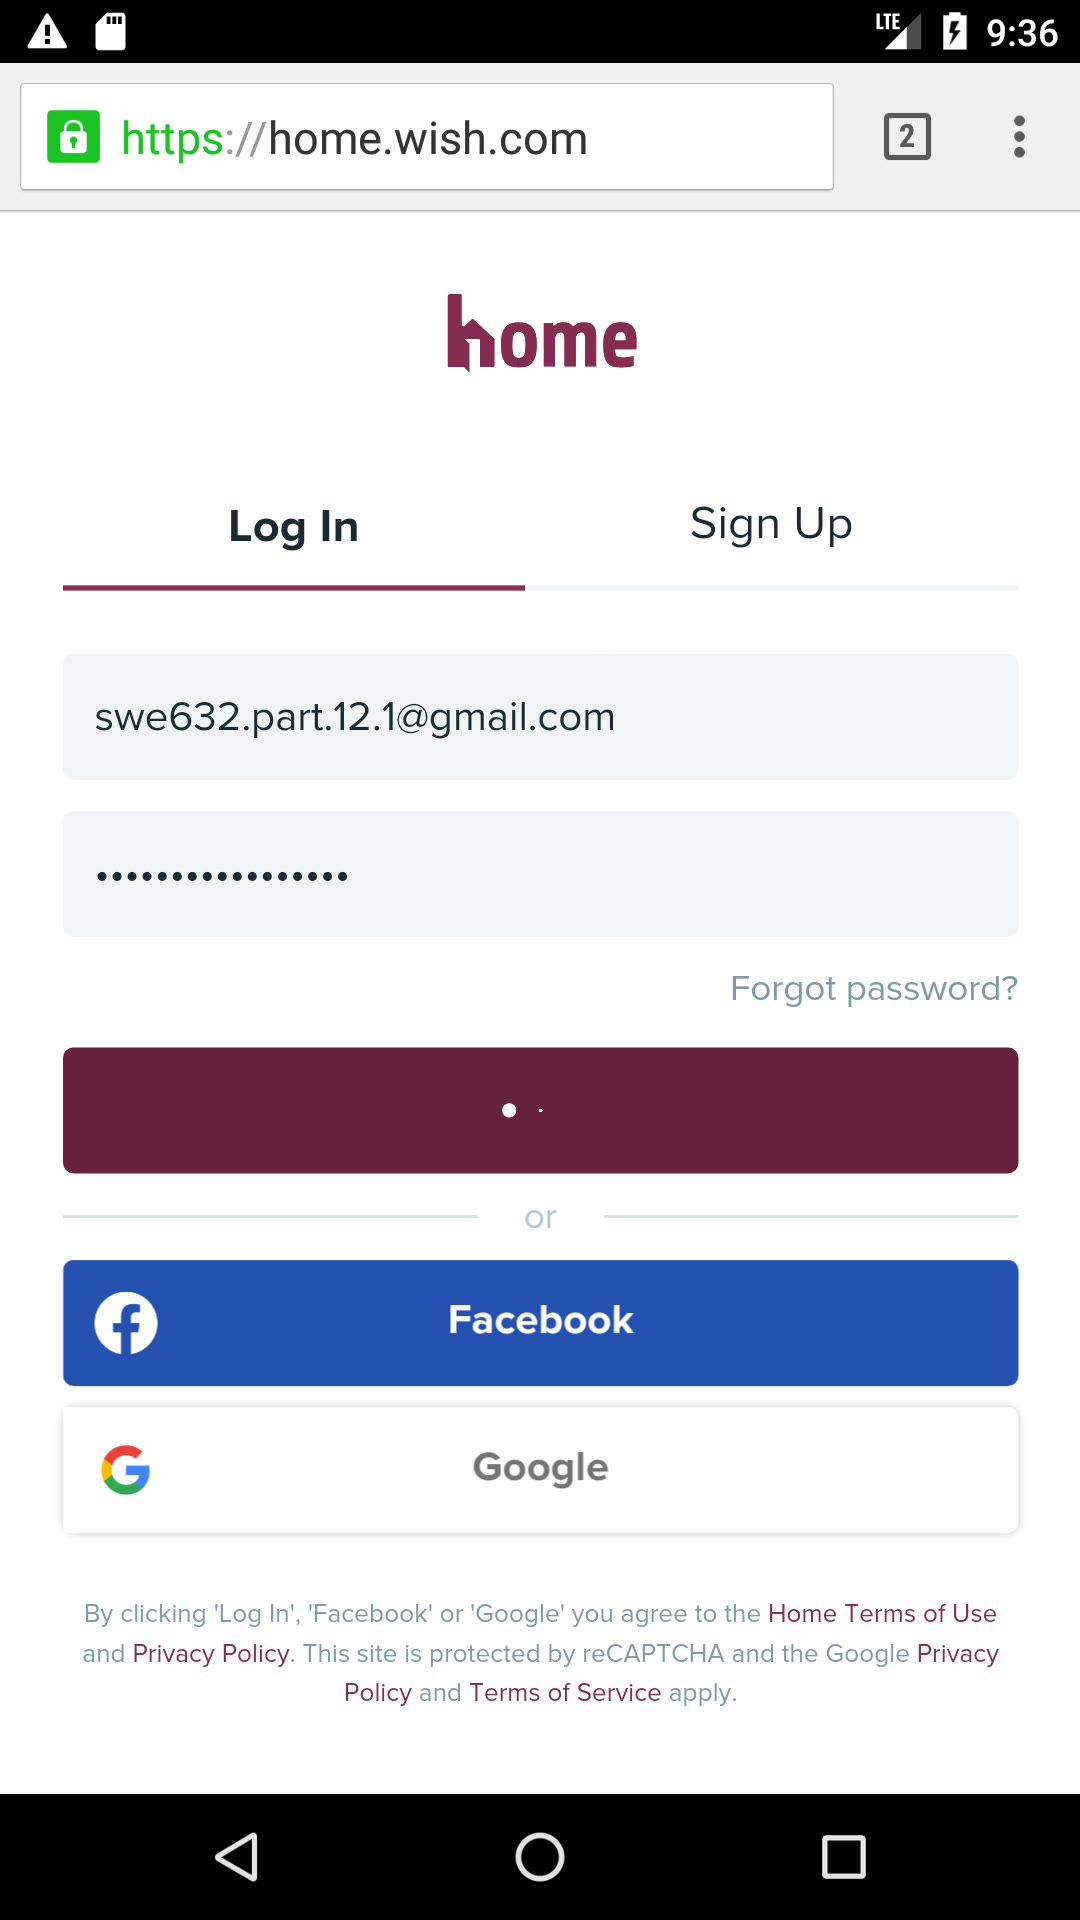 LTE 9:36
https://home.wish.com 2
home
Log In Sign Up
swe632.part.12.1@gmail.com
•••••••••••••••••
Forgot password?
or
Facebook
Google
By clicking 'Log In', 'Facebook' or 'Google' you agree to the Home Terms of Use
and Privacy Policy. This site is protected by reCAPTCHA and the Google Privacy
Policy and Terms of Service apply.